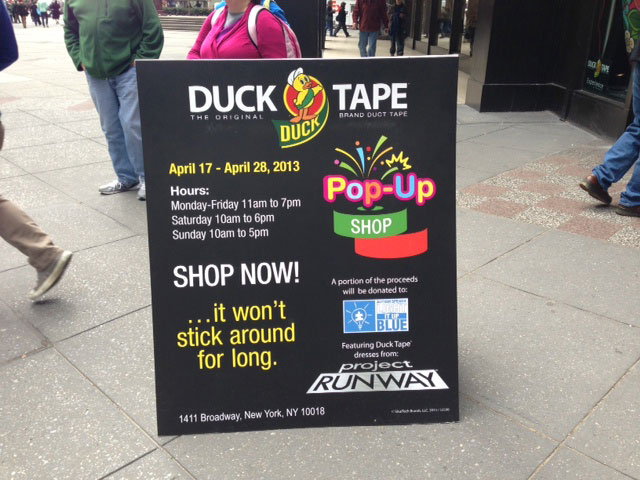 DUCK TAPE
THE ORIGINAL BRAND DUCT TAPE
DUCK
April 17 - April 28, 2013
Hours:
Monday-Friday 11am to 7pm
Saturday 10am to 6pm
Sunday 10am to 5pm
Pop-Up
SHOP
SHOP NOW!
...it won't
stick around
for long.
A portion of the proceeds
will be donated to:
IT UP
BLUE
Featuring Duck Tape®
dresses from:
project
RUNWAY
1411 Broadway, New York, NY 10018